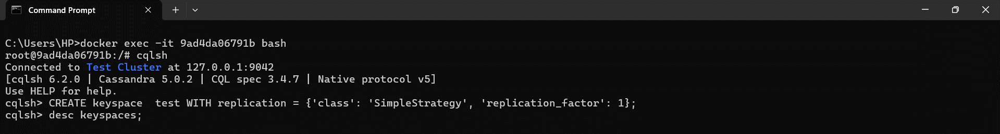 Command Prompt
C:\Users\HP>docker exec -it 9ad4da06791b bash
root@9ad4da06791b:/# cqlsh
Connected to Test Cluster at 127.0.0.1:9042
[cqlsh 6.2.0 | Cassandra 5.0.2 | CQL spec 3.4.7 | Native protocol v5]
Use HELP for help.
cqlsh> CREATE keyspace  test WITH replication = {'class': 'SimpleStrategy', 'replication_factor': 1};
cqlsh> desc keyspaces;